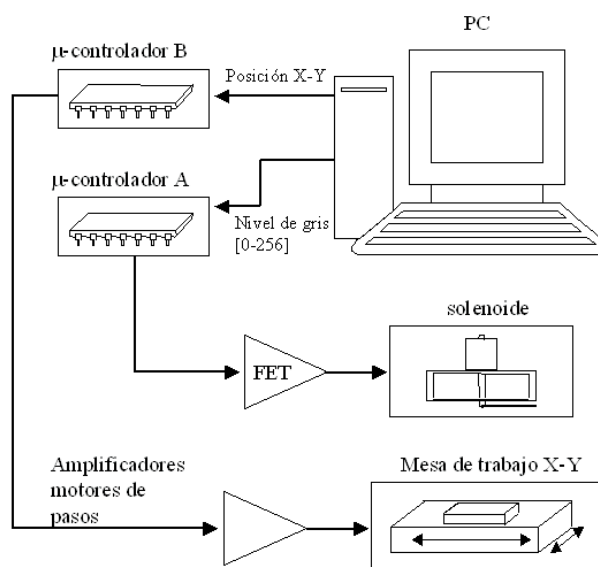 PC
μ-controlador B
Posición X-Y
μ-controlador A
Nivel de gris
[0-256]
solenoide
FET
Amplificadores
motores de
pasos
Mesa de trabajo X-Y